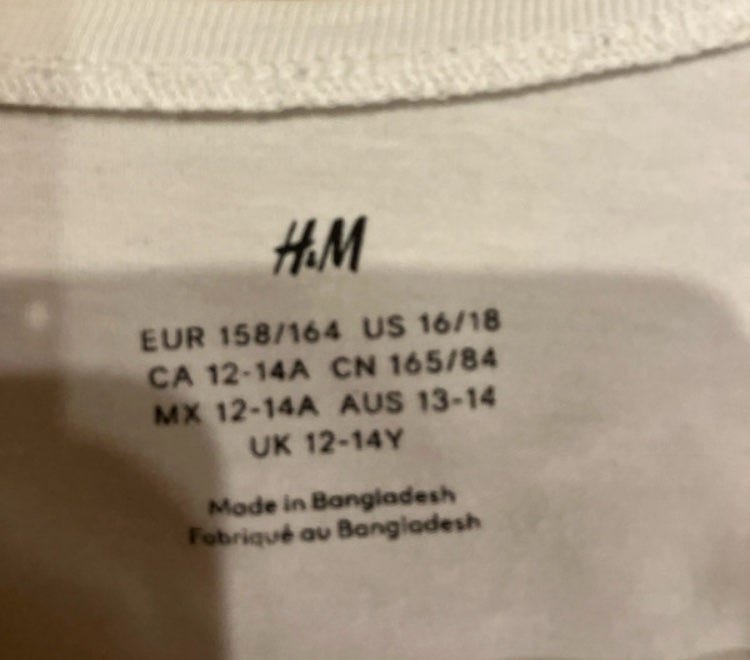 H&M
EUR 158/164 US 16/18
CA 12-14A CN 165/84
MX 12-14A AUS 13-14
UK 12-14Y
Made in Bangladesh
Fabriqué au Bangladesh